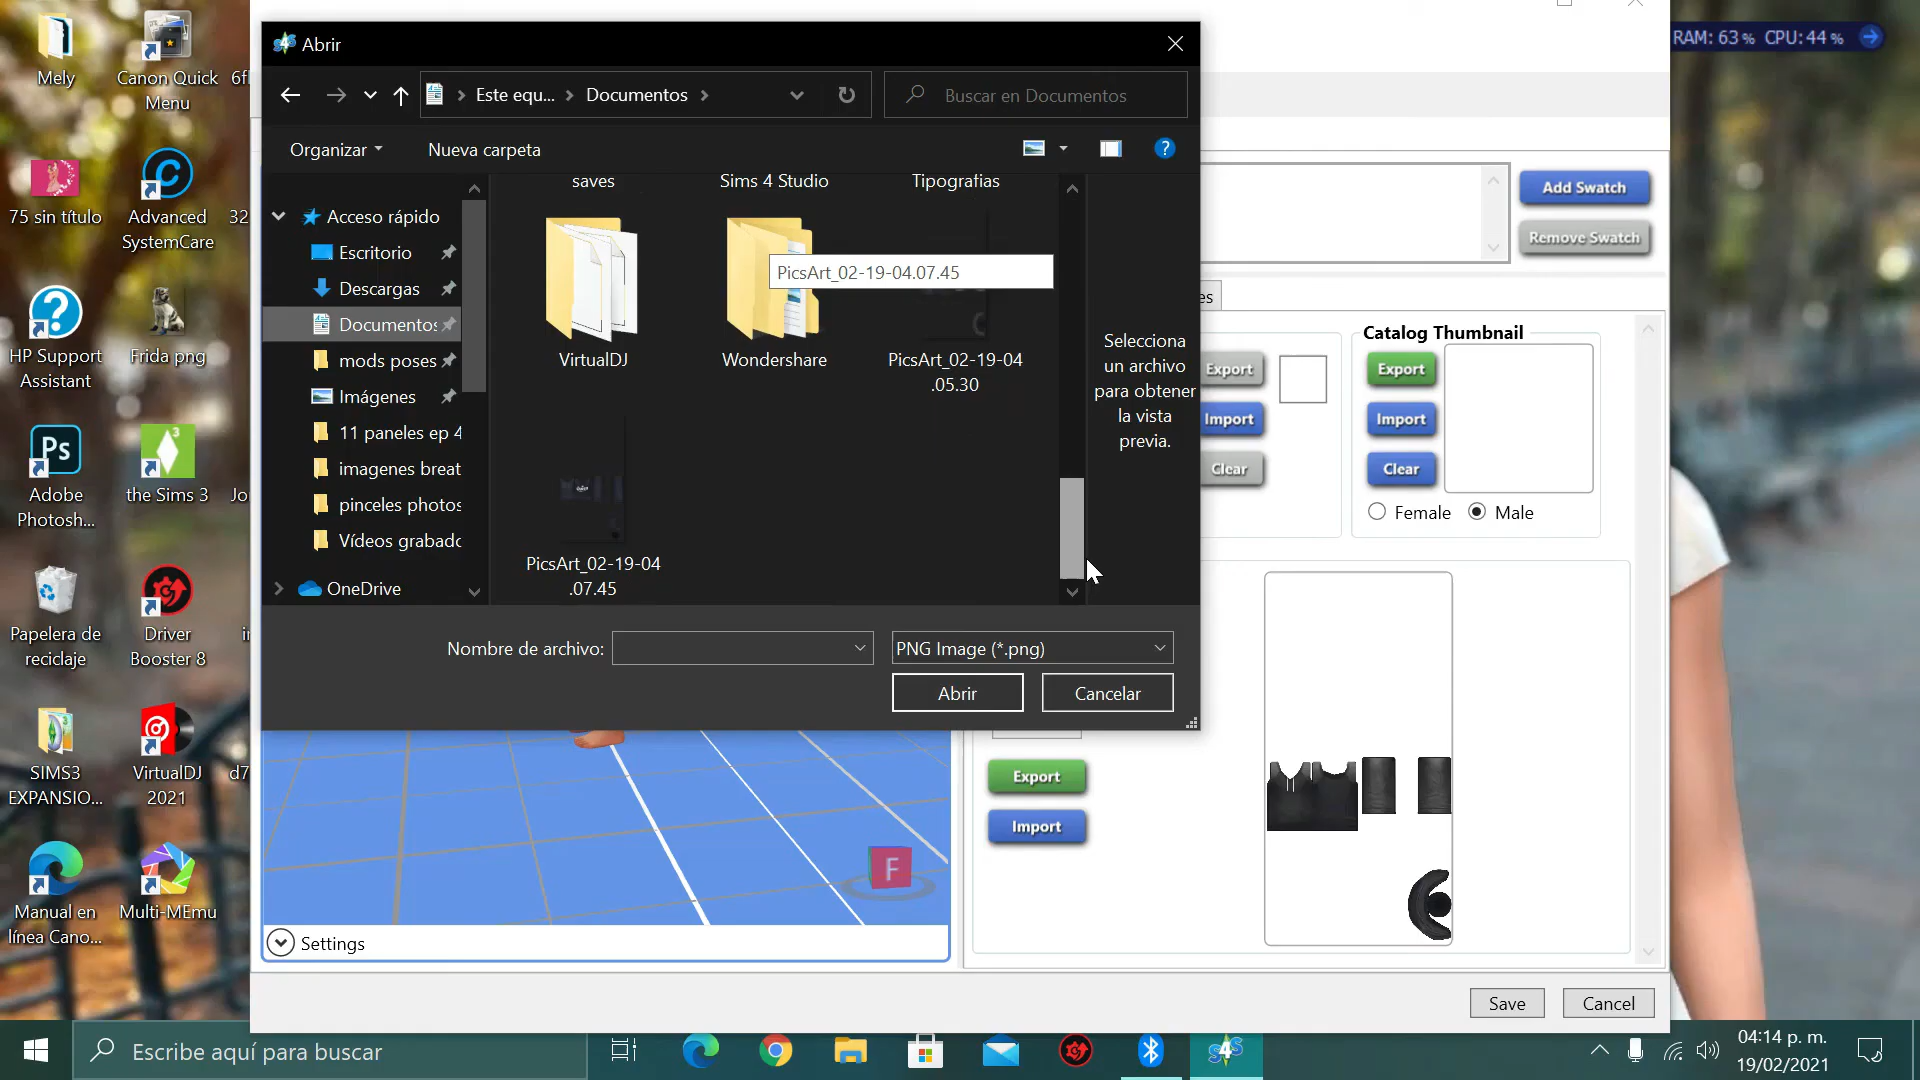 Abrir
RAM: 63 % CPU: 44 %
Mely
Canon Quick
Menu
6fl
Este equ...
Documentos
Buscar en Documentos
Organizar
Nueva carpeta
75 sin título
Advanced
SystemCare
32
HP Support
Assistant
Frida png
Adobe
Photosh...
the Sims 3
Jo
Papelera de
reciclaje
Driver
Booster 8
SIMS3
EXPANSIO...
VirtualDJ
2021
d7
Manual en
línea Cano...
Multi-MEmu
Acceso rápido
Escritorio
Descargas
Documentos
mods poses
Imágenes
11 paneles ep 4
imagenes breat
pinceles photos
Vídeos grabado
OneDrive
saves
Sims 4 Studio
Tipografias
PicsArt_02-19-04.07.45
VirtualDJ
Wondershare
PicsArt_02-19-04
.05.30
PicsArt_02-19-04
.07.45
Selecciona
un archivo
para obtener
la vista
previa.
Nombre de archivo:
PNG Image (*.png)
Abrir
Cancelar
Add Swatch
Remove Swatch
es
Export
Import
Clear
Catalog Thumbnail
Export
Import
Clear
Female
Male
Export
Import
F
Settings
Save
Cancel
Escribe aquí para buscar
04:14 p. m.
19/02/2021